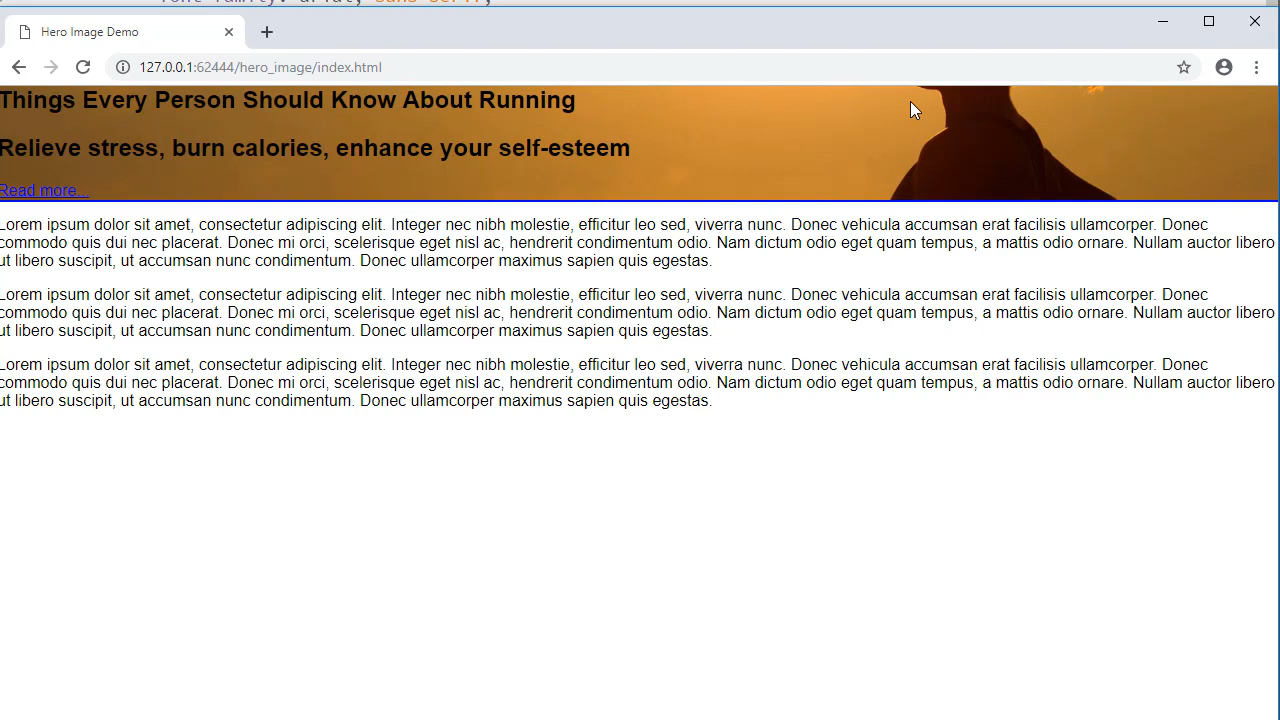 Hero Image Demo
127.0.0.1:62444/hero_image/index.html
Things Every Person Should Know About Running
Relieve stress, burn calories, enhance your self-esteem
Read more...
Lorem ipsum dolor sit amet, consectetur adipiscing elit. Integer nec nibh molestie, efficitur leo sed, viverra nunc. Donec vehicula accumsan erat facilisis ullamcorper. Donec
commodo quis dui nec placerat. Donec mi orci, scelerisque eget nisl ac, hendrerit condimentum odio. Nam dictum odio eget quam tempus, a mattis odio ornare. Nullam auctor libero
ut libero suscipit, ut accumsan nunc condimentum. Donec ullamcorper maximus sapien quis egestas.
Lorem ipsum dolor sit amet, consectetur adipiscing elit. Integer nec nibh molestie, efficitur leo sed, viverra nunc. Donec vehicula accumsan erat facilisis ullamcorper. Donec
commodo quis dui nec placerat. Donec mi orci, scelerisque eget nisl ac, hendrerit condimentum odio. Nam dictum odio eget quam tempus, a mattis odio ornare. Nullam auctor libero
ut libero suscipit, ut accumsan nunc condimentum. Donec ullamcorper maximus sapien quis egestas.
Lorem ipsum dolor sit amet, consectetur adipiscing elit. Integer nec nibh molestie, efficitur leo sed, viverra nunc. Donec vehicula accumsan erat facilisis ullamcorper. Donec
commodo quis dui nec placerat. Donec mi orci, scelerisque eget nisl ac, hendrerit condimentum odio. Nam dictum odio eget quam tempus, a mattis odio ornare. Nullam auctor libero
ut libero suscipit, ut accumsan nunc condimentum. Donec ullamcorper maximus sapien quis egestas.